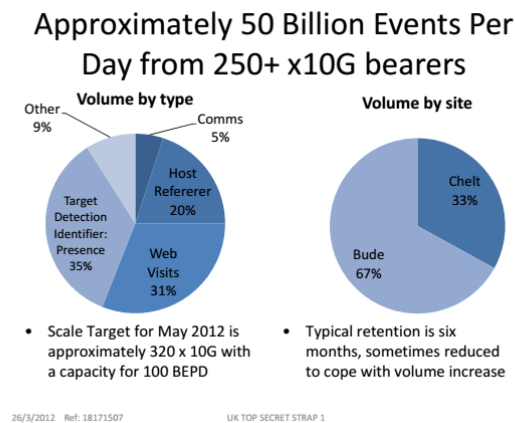 Approximately 50 Billion Events Per
Day from 250+ x10G bearers
Volume by type
Other
9%
Comms
5%
Host
Refererer
20%
Target
Detection
Identifier:
Presence
35%
Web
Visits
31%
Volume by site
Chelt
33%
Bude
67%
• Scale Target for May 2012 is
approximately 320 x 10G with
a capacity for 100 BEPD
• Typical retention is six
months, sometimes reduced
to cope with volume increase
26/3/2012 Ref: 18171507
UK TOP SECRET STRAP 1